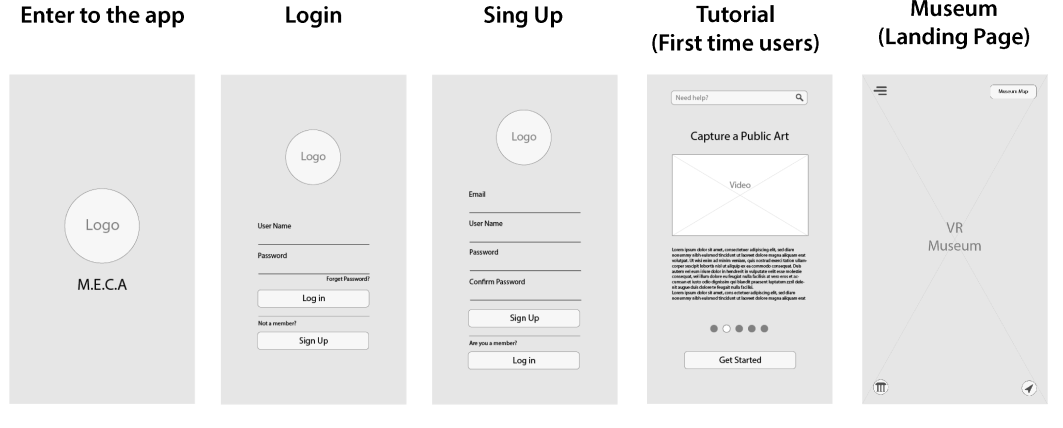 Enter to the app
Login
Sing Up
Tutorial
(First time users)
Museum
(Landing Page)
Logo
M.E.C.A
Logo
User Name
Password
Forget Password?
Log in
Not a member?
Sign Up
Logo
Email
User Name
Password
Confirm Password
Sign Up
Are you a member?
Log in
Need help?
Capture a Public Art
Video
Lorem ipsum dolor sit amet, consectetuer adipiscing elit, sed diam
nonummy nibh euismod tincidunt ut laoreet dolore magna aliquam erat
volutpat. Ut wisi enim ad minim veniam, quis nostrud exerci tation ullam-
corper suscipit lobortis nisl ut aliquip ex ea commodo consequat. Duis
autem vel eum iriure dolor in hendrerit in vulputate velit esse molestie
consequat, vel illum dolore eu feugiat nulla facilisis at vero eros et ac-
cumsan et iusto odio dignissim qui blandit praesent luptatum zzril dele-
nit augue duis dolore te feugait nulla facilisi.
Lorem ipsum dolor sit amet, cons ectetuer adipiscing elit, sed diam
nonummy nibh euismod tincidunt ut laoreet dolore magna aliquam erat
Get Started
Museum Map
VR
Museum